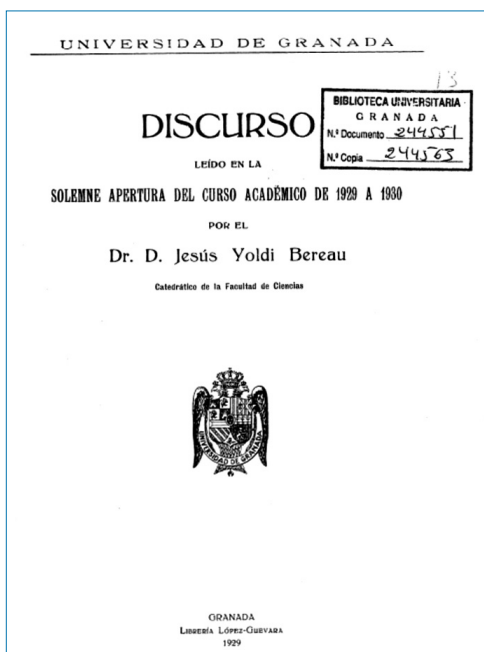 UNIVERSIDAD DE GRANADA
13
BIBLIOTECA UNIVERSITARIA
GRANADA
N.º Documento 244551
N.º Copia 244563
DISCURSO
LEÍDO EN LA
SOLEMNE APERTURA DEL CURSO ACADÉMICO DE 1929 A 1930
POR EL
Dr. D. Jesús Yoldi Bereau
Catedrático de la Facultad de Ciencias
UNIVERSIDAD DE GRANADA
GRANADA
LIBRERÍA LÓPEZ-GUEVARA
1929